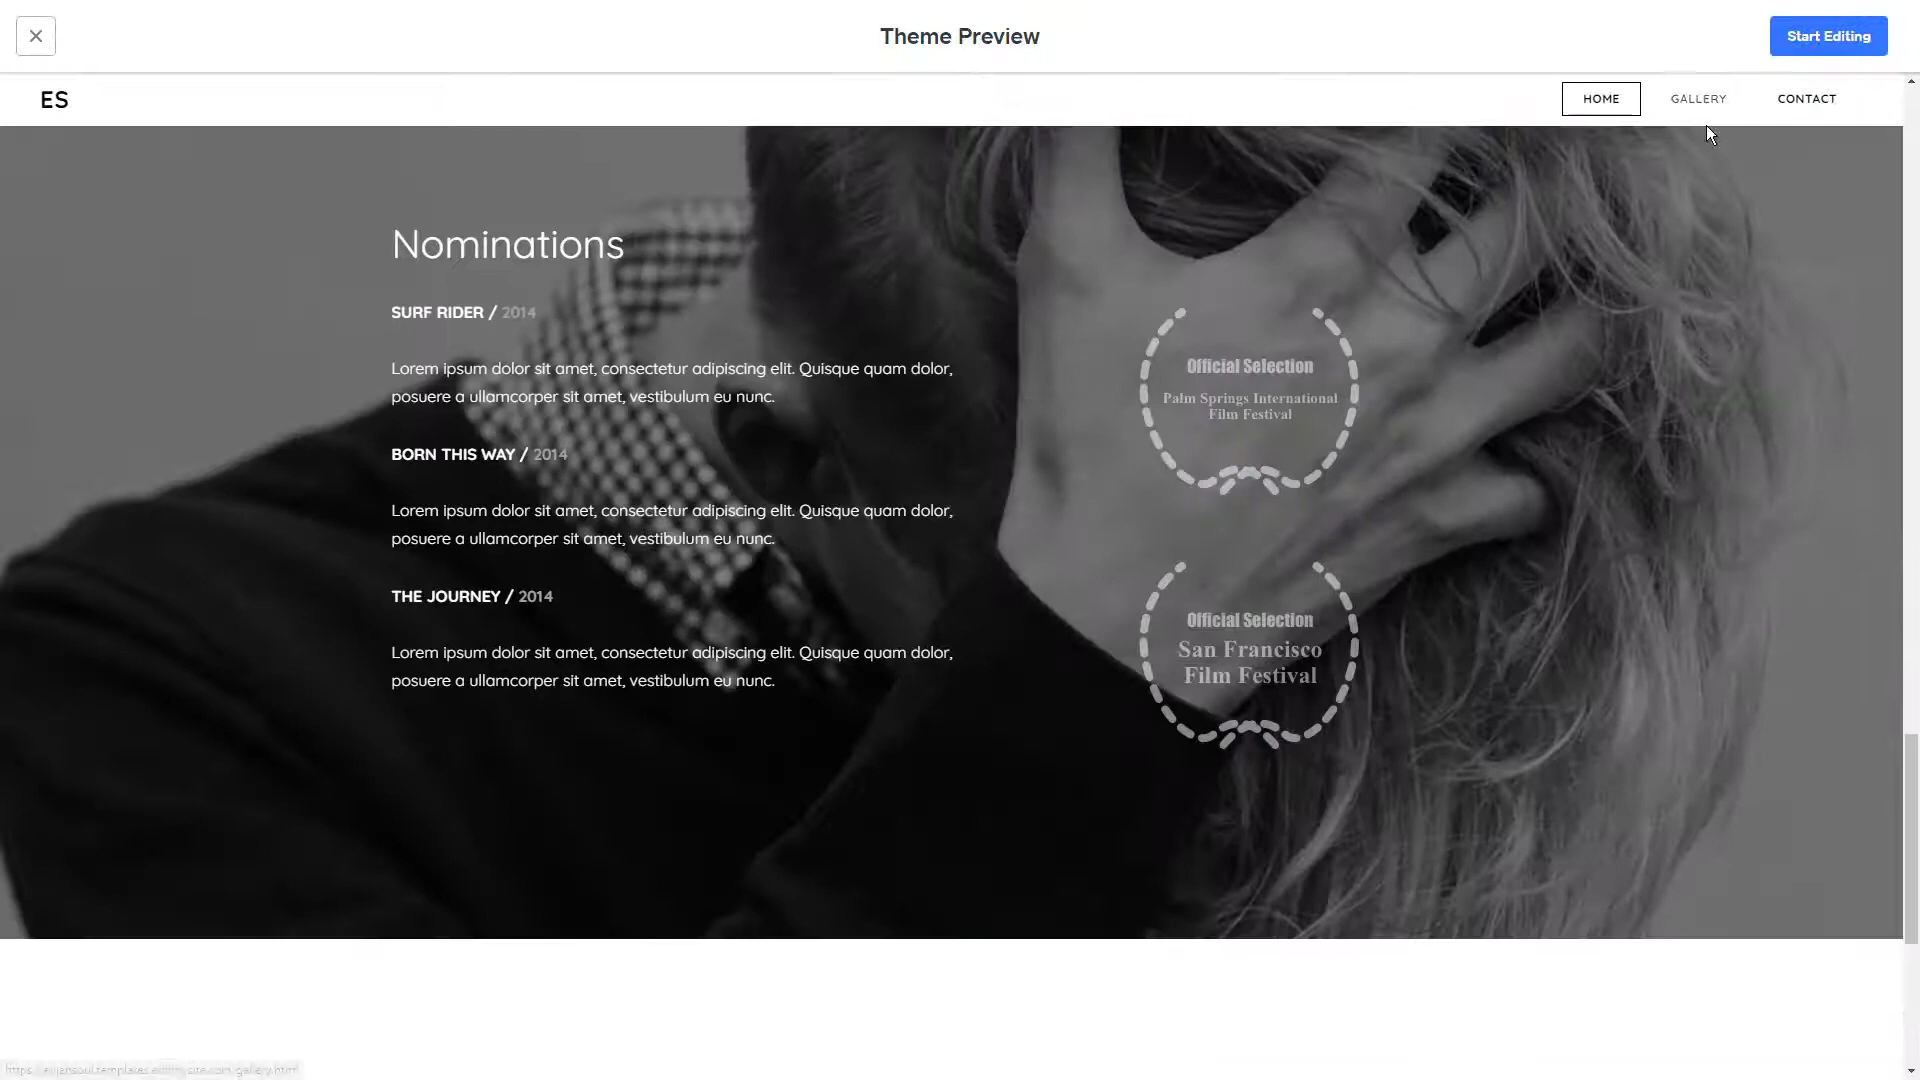 Theme Preview
Start Editing
ES
HOME
GALLERY
CONTACT
Nominations
SURF RIDER / 2014
Lorem ipsum dolor sit amet, consectetur adipiscing elit. Quisque quam dolor,
posuere a ullamcorper sit amet, vestibulum eu nunc.
BORN THIS WAY / 2014
Lorem ipsum dolor sit amet, consectetur adipiscing elit. Quisque quam dolor,
posuere a ullamcorper sit amet, vestibulum eu nunc.
THE JOURNEY / 2014
Lorem ipsum dolor sit amet, consectetur adipiscing elit. Quisque quam dolor,
posuere a ullamcorper sit amet, vestibulum eu nunc.
Official Selection
Palm Springs International
Film Festival
Official Selection
San Francisco
Film Festival